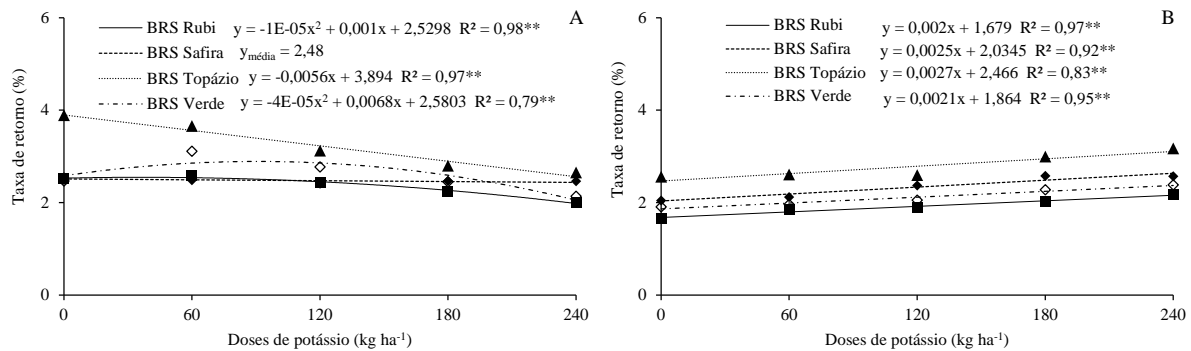 A
BRS Rubi y = -1E-05x² + 0,001x + 2,5298 R² = 0,98**
BRS Safira y média = 2,48
BRS Topázio y = -0,0056x + 3,894 R² = 0,97**
BRS Verde y = -4E-05x² + 0,0068x + 2,5803 R² = 0,79**
Taxa de retorno (%)
6
4
2
0
0 60 120 180 240
Doses de potássio (kg ha⁻¹)
B
BRS Rubi y = 0,002x + 1,679 R² = 0,97**
BRS Safira y = 0,0025x + 2,0345 R² = 0,92**
BRS Topázio y = 0,0027x + 2,466 R² = 0,83**
BRS Verde y = 0,0021x + 1,864 R² = 0,95**
Taxa de retorno (%)
6
4
2
0
0 60 120 180 240
Doses de potássio (kg ha⁻¹)